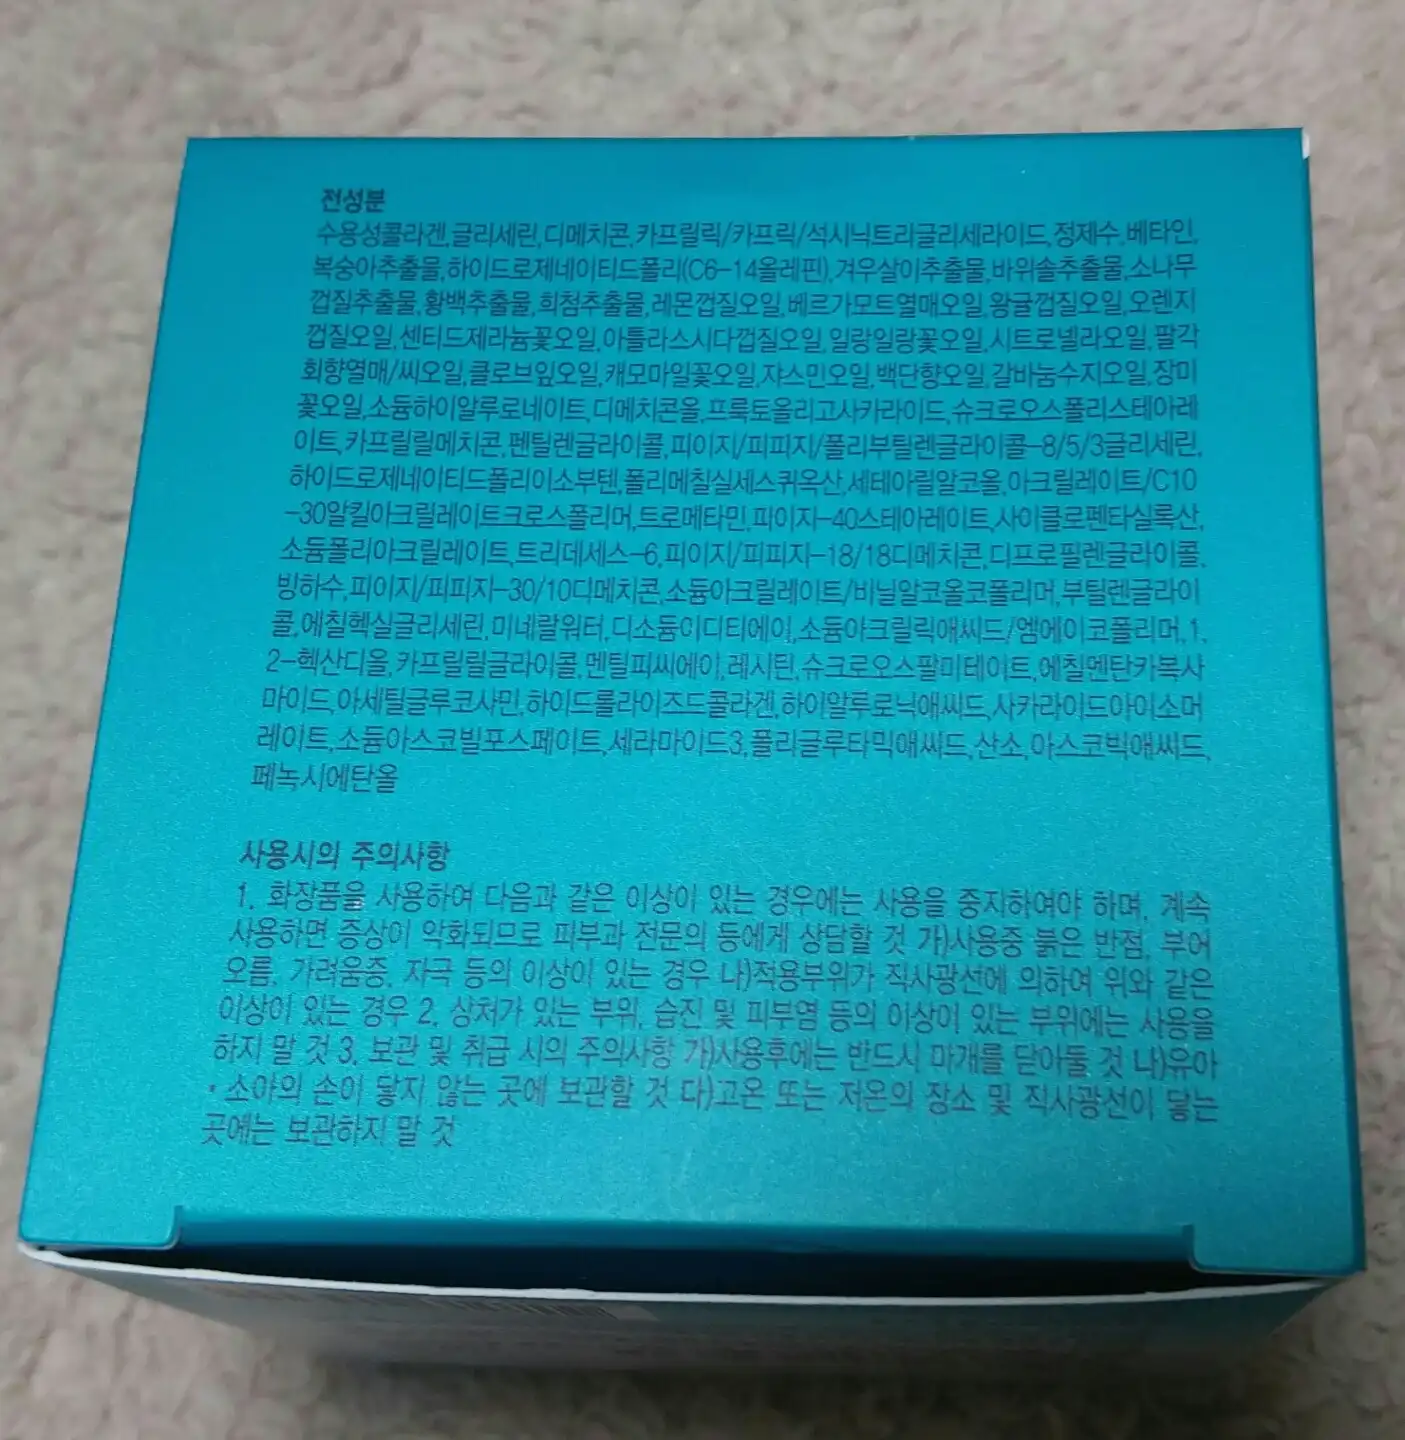 전성분
수용성콜라겐,글리세린,디메치콘,카프릴릭/카프릭/석시닉트라글리세라이드,정제수,베타인,
복숭아추출물,하이드로제네이티드폴리(C6-14올레핀),겨우살이추출물,바위솔추출물,소나무
껍질추출물,황백추출물,희첨추출물,레몬껍질오일,베르가모트열매오일,왕귤껍질오일,오렌지
껍질오일,센티드제라늄꽃오일,아틀라스시다껍질오일,일랑일랑꽃오일,시트로넬라오일,팔각
회향열매/씨오일,클로브잎오일,캐모마일꽃오일,쟈스민오일,백단향오일,갈바눔수지오일,장미
꽃오일,소듐하이알루로네이트,디메치콘올,프룩토올리고사카라이드,슈크로오스폴리스테아레
이트,카프릴릴메치콘,펜틸렌글라이콜,피이지/피피지/폴리부틸렌글라이콜-8/5/3글리세린,
하이드로제네이티드폴리이소부텐,폴리메칠실세스퀴옥산,세테아릴알코올,아크릴레이트/C10
-30알킬아크릴레이트크로스폴리머,트로메타민,피이지-40스테아레이트,사이클로펜타실록산,
소듐폴리아크릴레이트,트리데세스-6,피이지/피피지-18/18디메치콘,디프로필렌글라이콜,
빙하수,피이지/피피지-30/10디메치콘,소듐아크릴레이트/비닐알코올코폴리머,부틸렌글라이
콜,에칠헥실글리세린,미네랄워터,디소듐이디티에이,소듐아크릴릭애씨드/엠에이코폴리머,1,
2-헥산디올,카프릴릴글라이콜,멘틸피씨에이,레시틴,슈크로오스팔미테이트,에칠멘탄카복사
마이드,아세틸글루코사민,하이드롤라이즈드콜라겐,하이알루로닉애씨드,사카라이드아이소머
레이트,소듐아스코빌포스페이트,세라마이드3,폴리글루타믹애씨드,산소,아스코빅애씨드,
페녹시에탄올
사용시의 주의사항
1. 화장품을 사용하여 다음과 같은 이상이 있는 경우에는 사용을 중지하여야 하며, 계속
사용하면 증상이 악화되므로 피부과 전문의 등에게 상담할 것 가)사용중 붉은 반점, 부어
오름, 가려움증, 자극 등의 이상이 있는 경우 나)적용부위가 직사광선에 의하여 위와 같은
이상이 있는 경우 2. 상처가 있는 부위, 습진 및 피부염 등의 이상이 있는 부위에는 사용을
하지 말 것 3. 보관 및 취급 시의 주의사항 가)사용후에는 반드시 마개를 닫아둘 것 나)유아
·소아의 손이 닿지 않는 곳에 보관할 것 다)고온 또는 저온의 장소 및 직사광선이 닿는
곳에는 보관하지 말 것